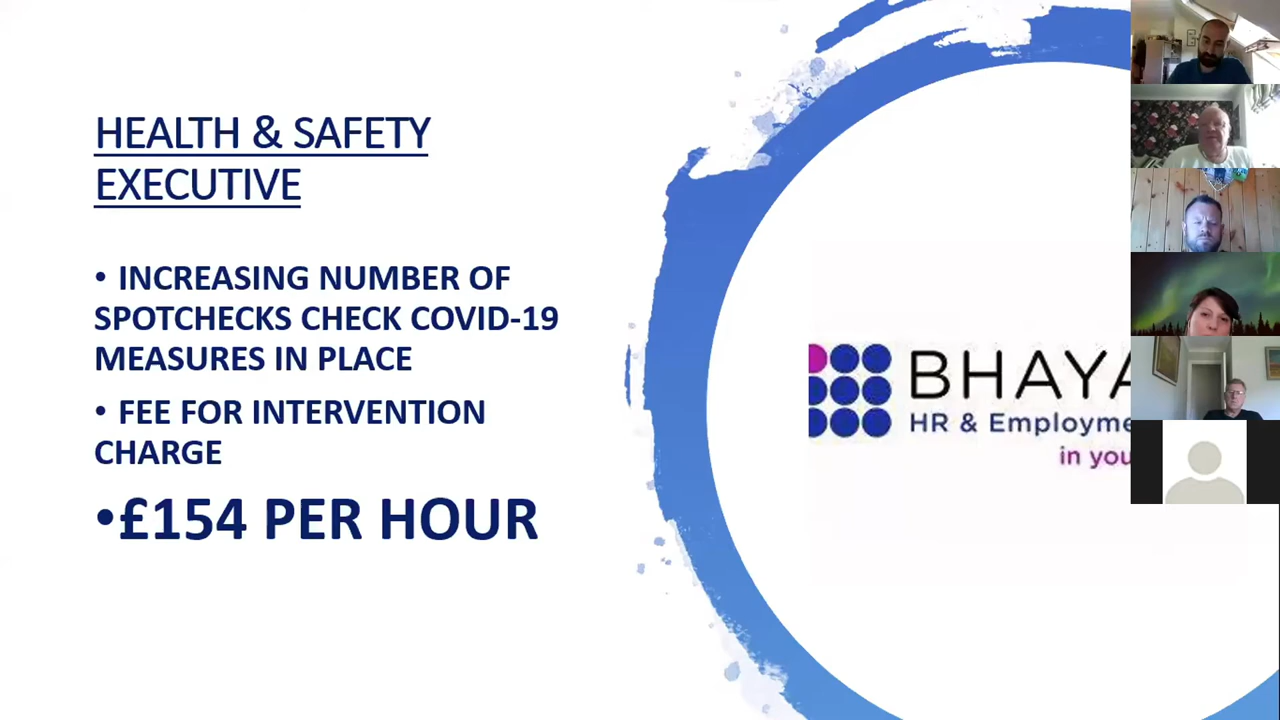 HEALTH & SAFETY
EXECUTIVE
• INCREASING NUMBER OF
SPOTCHECKS CHECK COVID-19
MEASURES IN PLACE
• FEE FOR INTERVENTION
CHARGE
•£154 PER HOUR
BHAYA
HR & Employme
in you